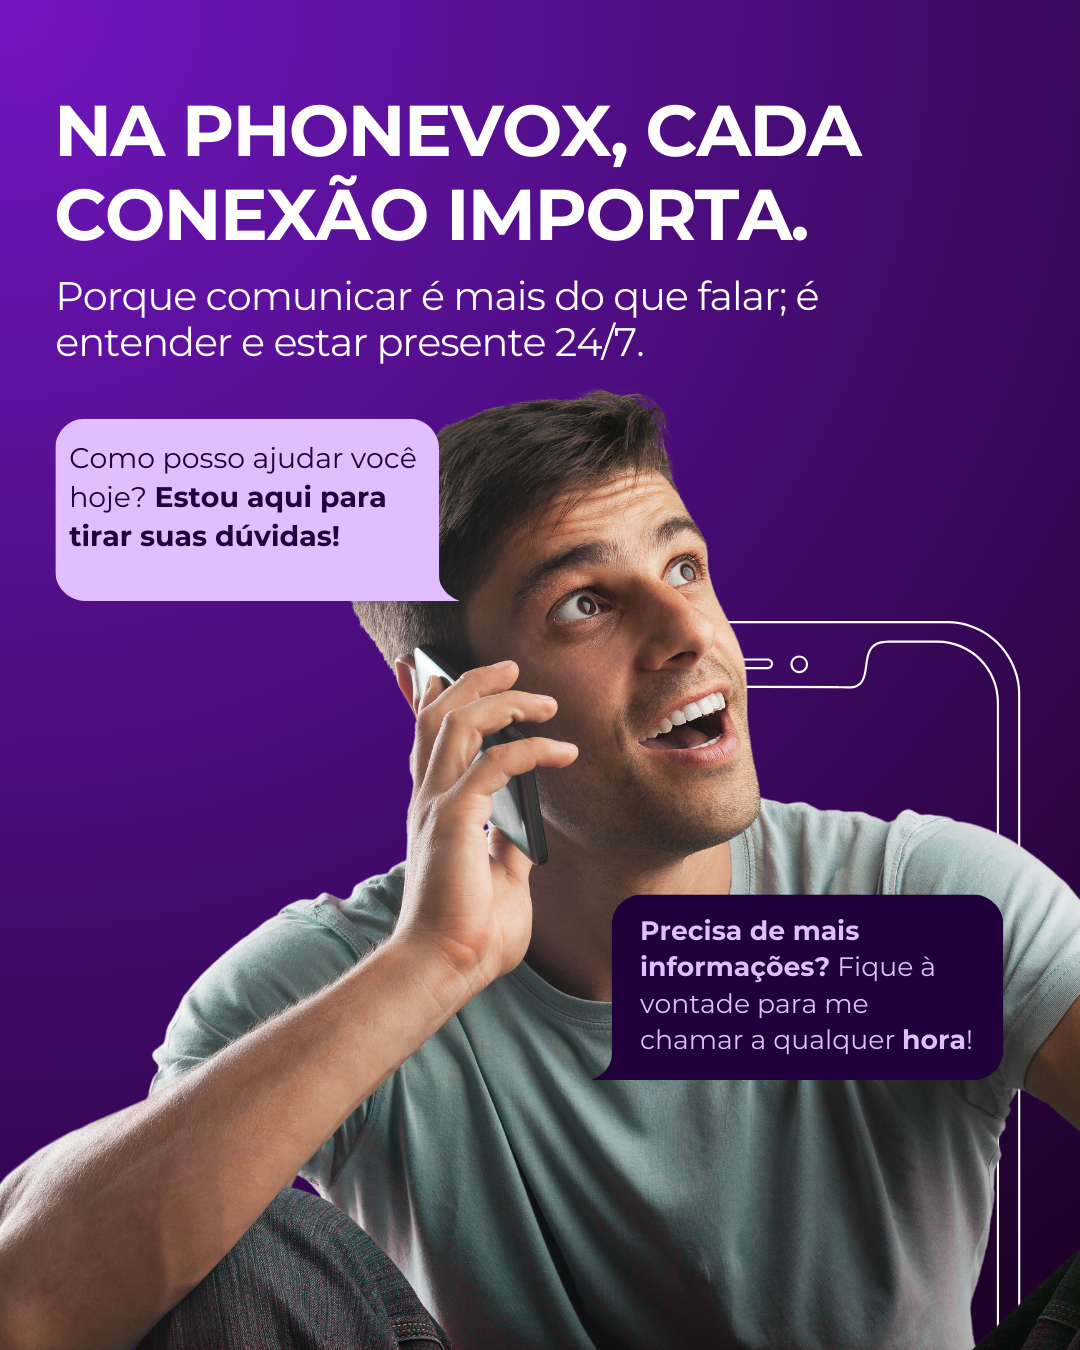 NA PHONEVOX, CADA
CONEXÃO IMPORTA.
Porque comunicar é mais do que falar; é
entender e estar presente 24/7.
Como posso ajudar você
hoje? Estou aqui para
tirar suas dúvidas!
Precisa de mais
informações? Fique à
vontade para me
chamar a qualquer hora!